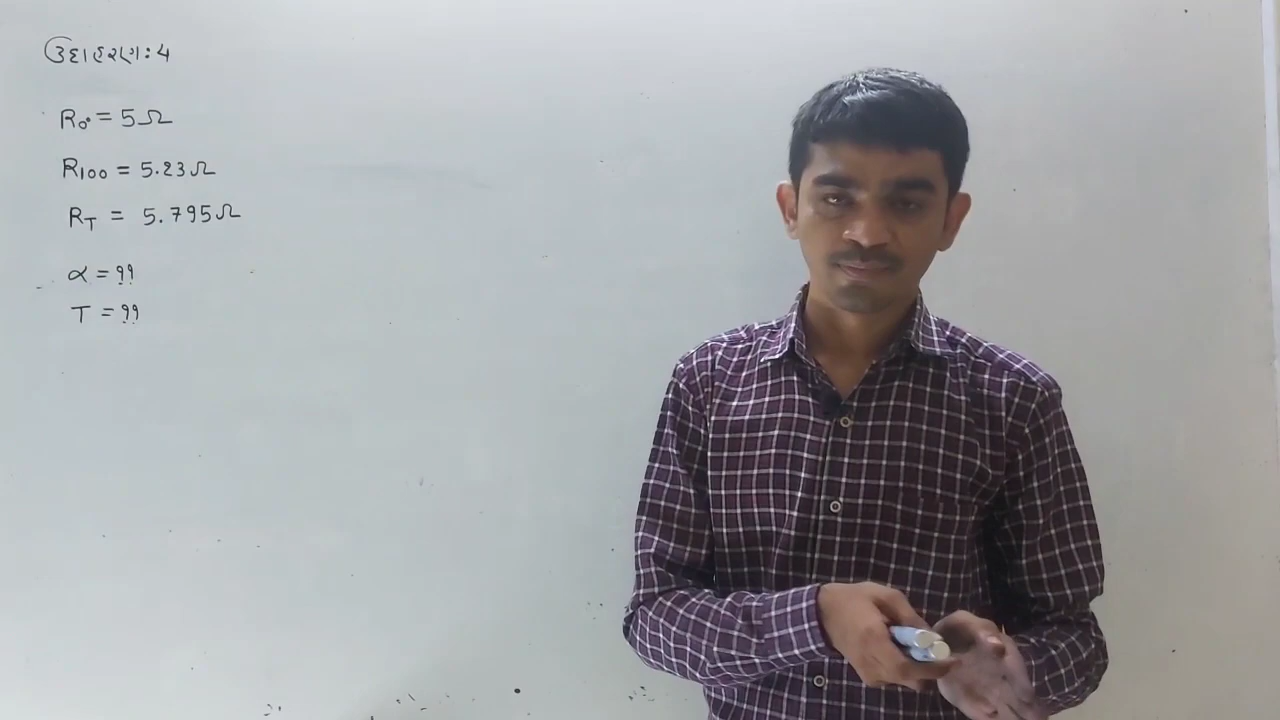 ઉદાહરણ:4
R₀° = 5Ω
R₁₀₀ = 5.23Ω
R_T = 5.795Ω
α = ??
T = ??